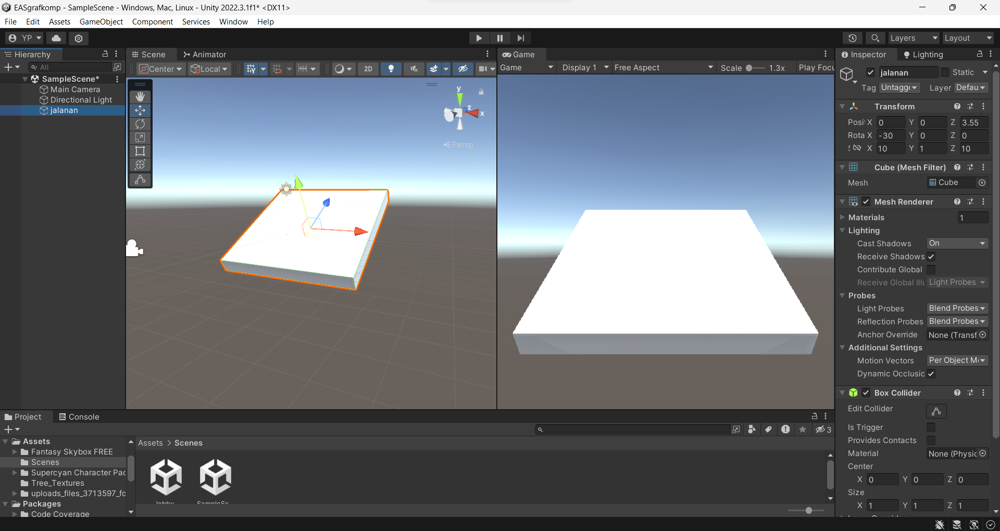 EASgrafkomp - SampleScene - Windows, Mac, Linux - Unity 2022.3.1f1* <DX11>
File Edit Assets GameObject Component Services Window Help
YP
Layers Layout
Hierarchy
All
SampleScene*
Main Camera
Directional Light
jalanan
Scene Animator
Center Local 2D
y
z
x
Persp
Game
Game Display 1 Free Aspect Scale 1.3x Play Focu
Inspector Lighting
jalanan Static
Tag Untagge Layer Defau
Transform
Posi X 0 Y 0 Z 3.55
Rota X -30 Y 0 Z 0
X 10 Y 1 Z 10
Cube (Mesh Filter)
Mesh Cube
Mesh Renderer
Materials 1
Lighting
Cast Shadows On
Receive Shadows
Contribute Global
Receive Global Illu Light Probes
Probes
Light Probes Blend Probes
Reflection Probes Blend Probes
Anchor Override None (Transf
Additional Settings
Motion Vectors Per Object M
Dynamic Occlusic
Box Collider
Edit Collider
Is Trigger
Provides Contacts
Material None (Physic
Center
X 0 Y 0 Z 0
Size
X 1 Y 1 Z 1
Project Console
3
Assets
Fantasy Skybox FREE
Scenes
Supercyan Character Pac
Tree_Textures
uploads_files_3713597_fc
Packages
Code Coverage
Assets > Scenes
lobby SampleSc